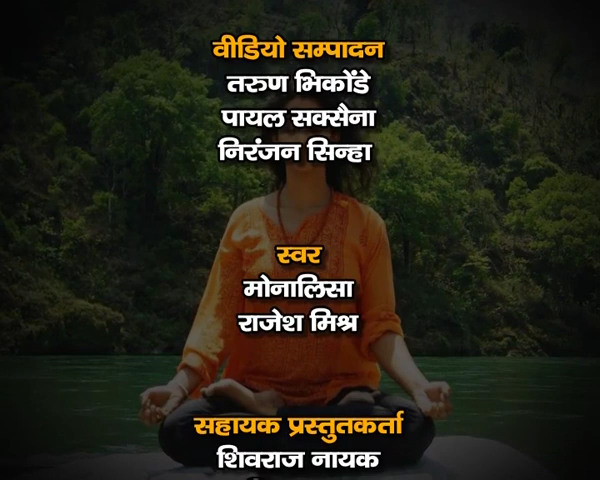 वीडियो सम्पादन
तरुण भिकोंडे
पायल सक्सैना
निरंजन सिन्हा
स्वर
मोनालिसा
राजेश मिश्र
सहायक प्रस्तुतकर्ता
शिवराज नायक